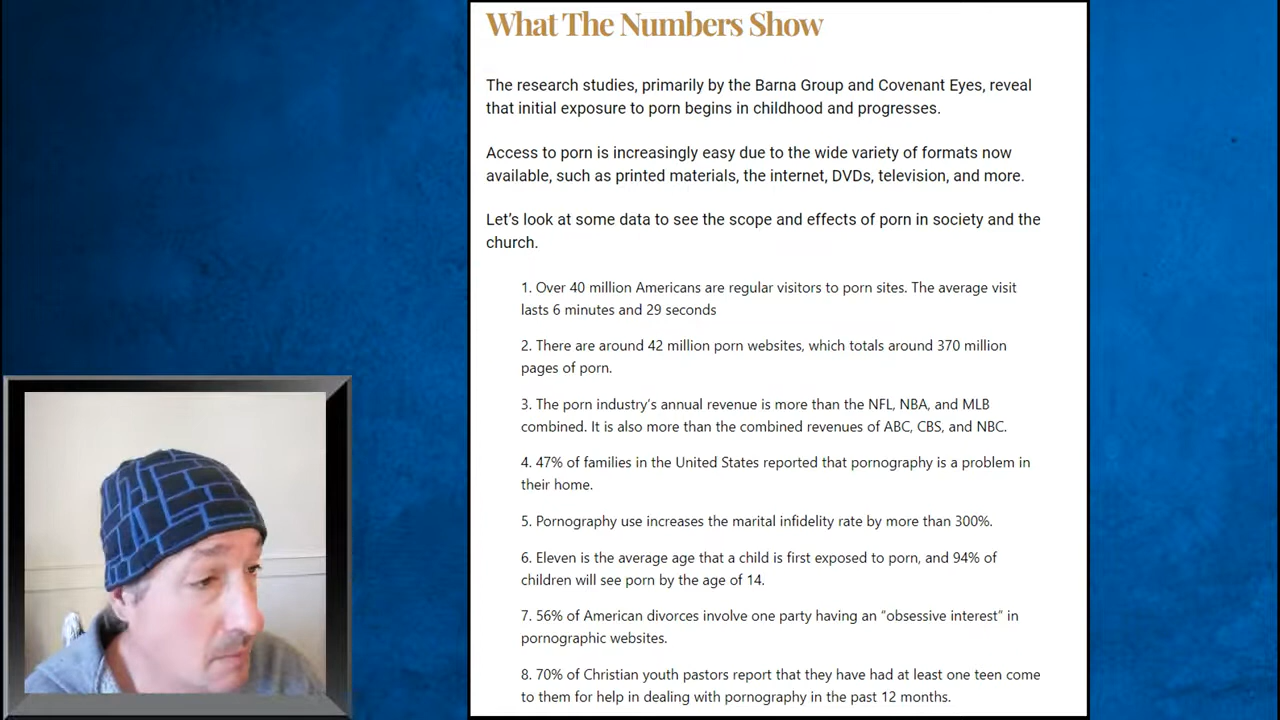 What The Numbers Show
The research studies, primarily by the Barna Group and Covenant Eyes, reveal
that initial exposure to porn begins in childhood and progresses.
Access to porn is increasingly easy due to the wide variety of formats now
available, such as printed materials, the internet, DVDs, television, and more.
Let’s look at some data to see the scope and effects of porn in society and the
church.
1. Over 40 million Americans are regular visitors to porn sites. The average visit
lasts 6 minutes and 29 seconds
2. There are around 42 million porn websites, which totals around 370 million
pages of porn.
3. The porn industry’s annual revenue is more than the NFL, NBA, and MLB
combined. It is also more than the combined revenues of ABC, CBS, and NBC.
4. 47% of families in the United States reported that pornography is a problem in
their home.
5. Pornography use increases the marital infidelity rate by more than 300%.
6. Eleven is the average age that a child is first exposed to porn, and 94% of
children will see porn by the age of 14.
7. 56% of American divorces involve one party having an “obsessive interest” in
pornographic websites.
8. 70% of Christian youth pastors report that they have had at least one teen come
to them for help in dealing with pornography in the past 12 months.